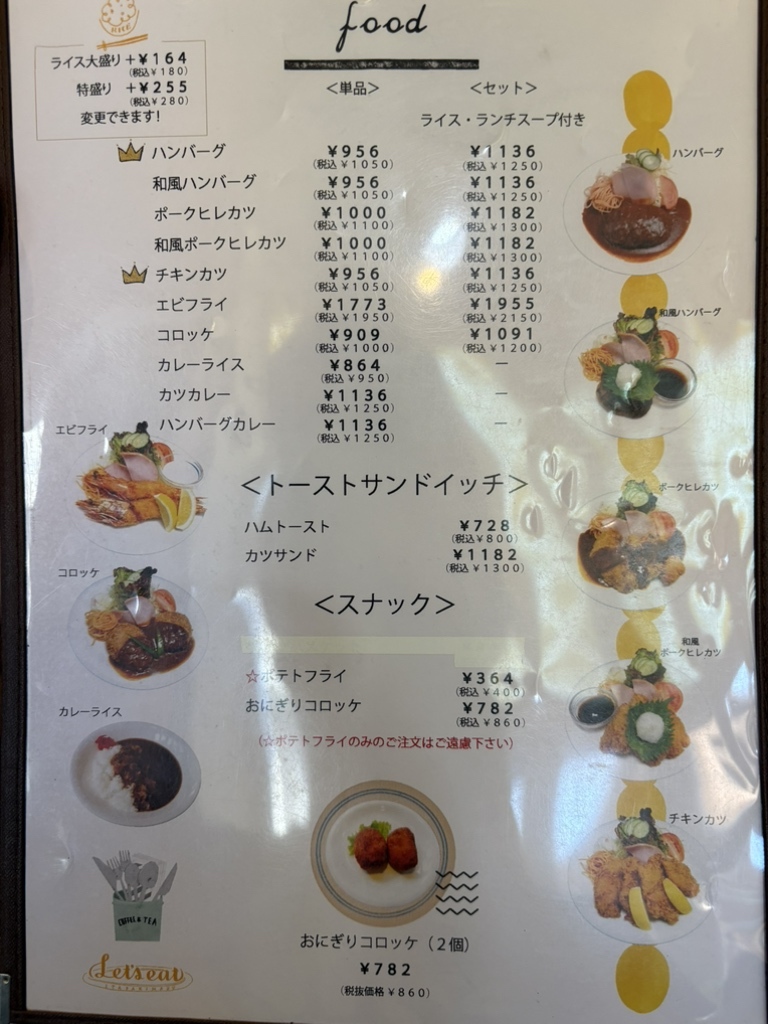 food
RICE
ライス大盛り +¥164
(税込¥180)
特盛り +¥255
(税込¥280)
変更できます!
<単品> <セット>
ライス・ランチスープ付き
ハンバーグ ¥956 ¥1136
(税込¥1050) (税込¥1250)
和風ハンバーグ ¥956 ¥1136
(税込¥1050) (税込¥1250)
ポークヒレカツ ¥1000 ¥1182
(税込¥1100) (税込¥1300)
和風ポークヒレカツ ¥1000 ¥1182
(税込¥1100) (税込¥1300)
チキンカツ ¥956 ¥1136
(税込¥1050) (税込¥1250)
エビフライ ¥1773 ¥1955
(税込¥1950) (税込¥2150)
コロッケ ¥909 ¥1091
(税込¥1000) (税込¥1200)
カレーライス ¥864 ー
(税込¥950)
カツカレー ¥1136 ー
(税込¥1250)
ハンバーグカレー ¥1136 ー
(税込¥1250)
<トーストサンドイッチ>
ハムトースト ¥728
(税込¥800)
カツサンド ¥1182
(税込¥1300)
<スナック>
☆ポテトフライ ¥364
(税込¥400)
おにぎりコロッケ ¥782
(税込¥860)
(☆ポテトフライのみのご注文はご遠慮下さい)
おにぎりコロッケ(2個)
¥782
(税抜価格¥860)
エビフライ
コロッケ
カレーライス
COFFEE & TEA
Let's eat
ITADAKIMASU
ハンバーグ
和風ハンバーグ
ポークヒレカツ
和風
ポークヒレカツ
チキンカツ